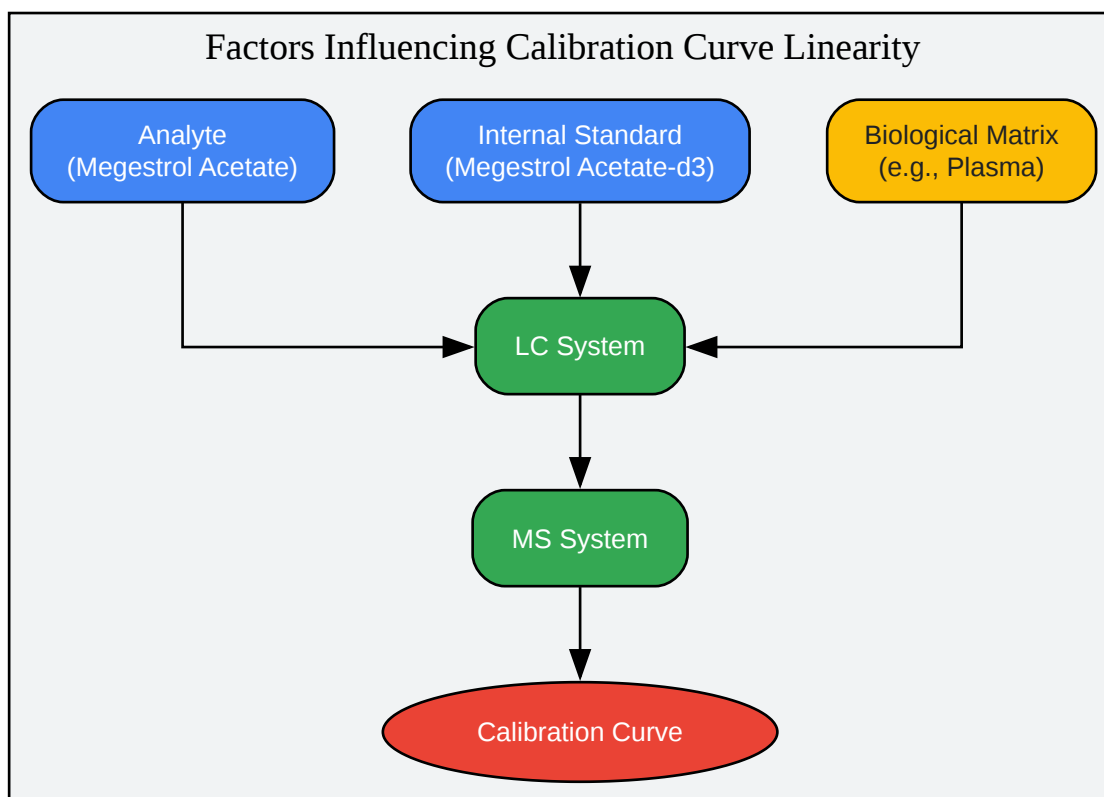 Factors Influencing Calibration Curve Linearity
Analyte
(Megestrol Acetate)
Internal Standard
(Megestrol Acetate-d3)
Biological Matrix
(e.g., Plasma)
LC System
MS System
Calibration Curve